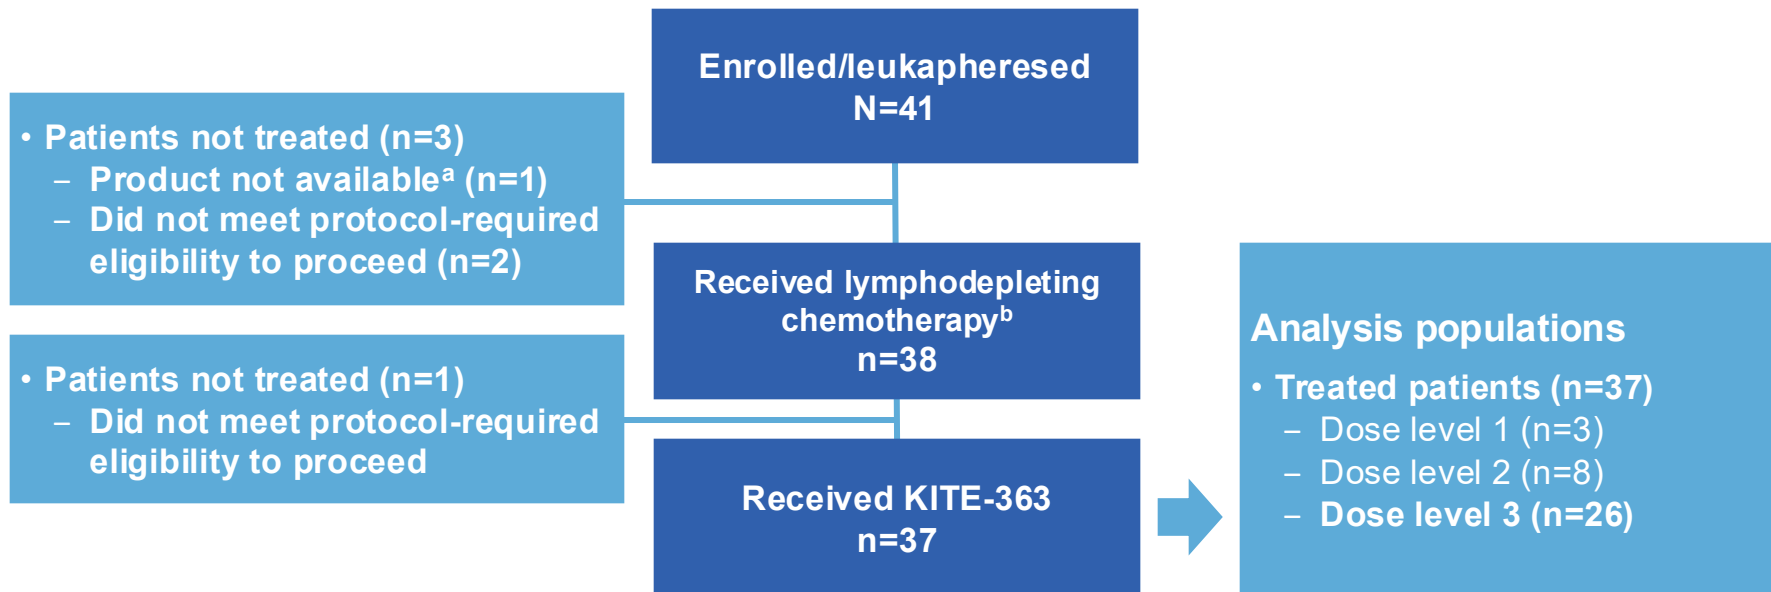 Enrolled/leukapheresed
N=41
• Patients not treated (n=3)
– Product not availableᵃ (n=1)
– Did not meet protocol-required
eligibility to proceed (n=2)
Received lymphodepleting
chemotherapyᵇ
n=38
• Patients not treated (n=1)
– Did not meet protocol-required
eligibility to proceed
Received KITE-363
n=37
Analysis populations
• Treated patients (n=37)
– Dose level 1 (n=3)
– Dose level 2 (n=8)
– Dose level 3 (n=26)